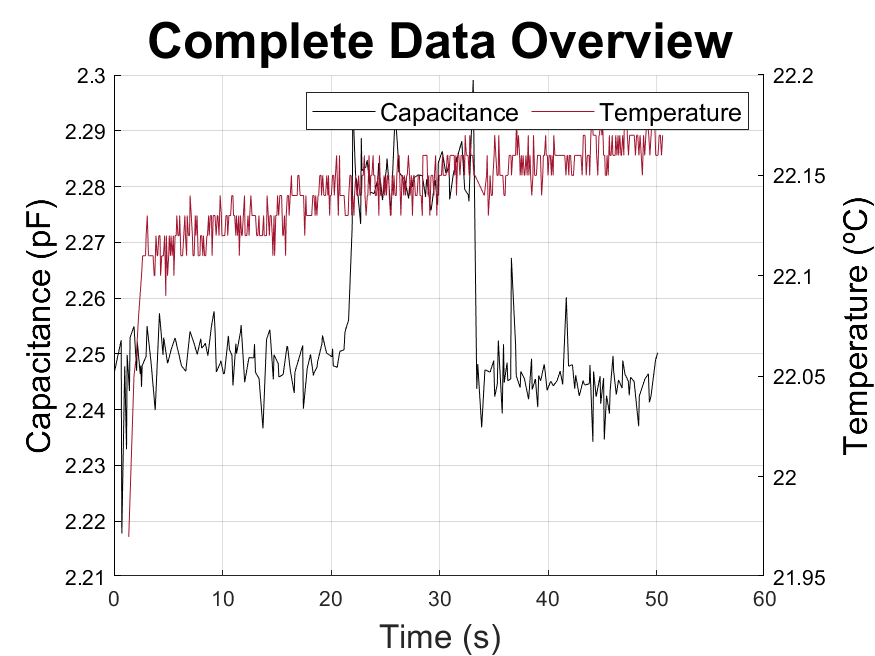 Complete Data Overview
Capacitance Temperature
2.3
2.29
2.28
2.27
2.26
2.25
2.24
2.23
2.22
2.21
Capacitance (pF)
22.2
22.15
22.1
22.05
22
21.95
Temperature (ºC)
0 10 20 30 40 50 60
Time (s)